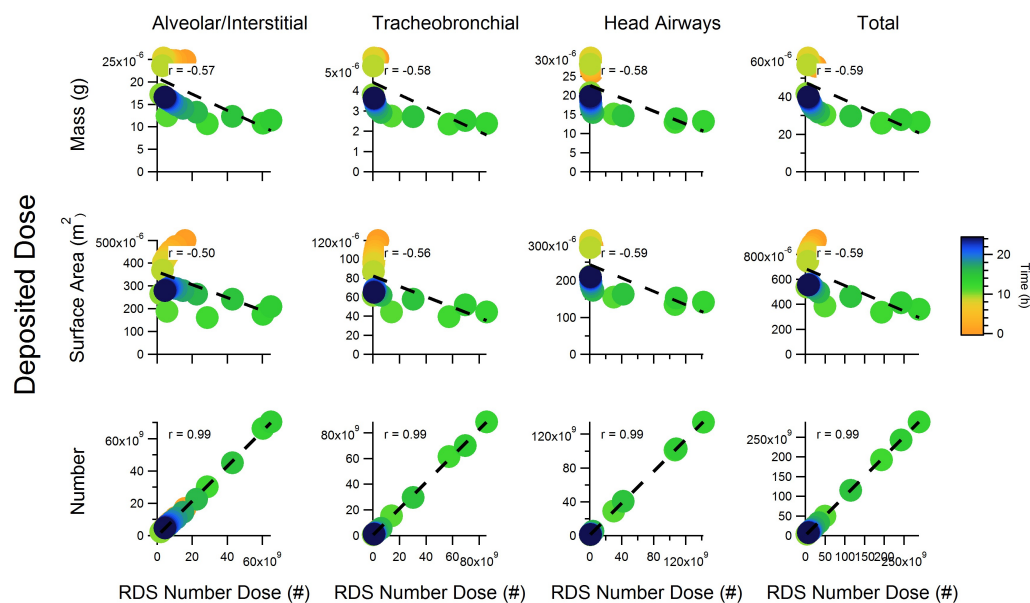 Alveolar/Interstitial Tracheobronchial Head Airways Total
Deposited Dose
Mass (g)
25x10-6
20
15
10
5
0
r = -0.57
5x10-6
4
3
2
1
0
r = -0.58
30x10-6
25
20
15
10
5
0
r = -0.58
60x10-6
40
20
0
r = -0.59
Surface Area (m2)
500x10-6
400
300
200
100
0
r = -0.50
120x10-6
100
80
60
40
20
0
r = -0.56
300x10-6
200
100
0
r = -0.59
800x10-6
600
400
200
0
r = -0.59
20
10
0
Time (h)
Number
60x109
40
20
0
r = 0.99
0 20 40 60x109
80x109
40
0
r = 0.99
0 20 40 80x109
120x109
80
40
0
r = 0.99
0 40 80 120x109
250x109
200
150
100
50
0
r = 0.99
0 50 100 150 200 250x109
RDS Number Dose (#) RDS Number Dose (#) RDS Number Dose (#) RDS Number Dose (#)